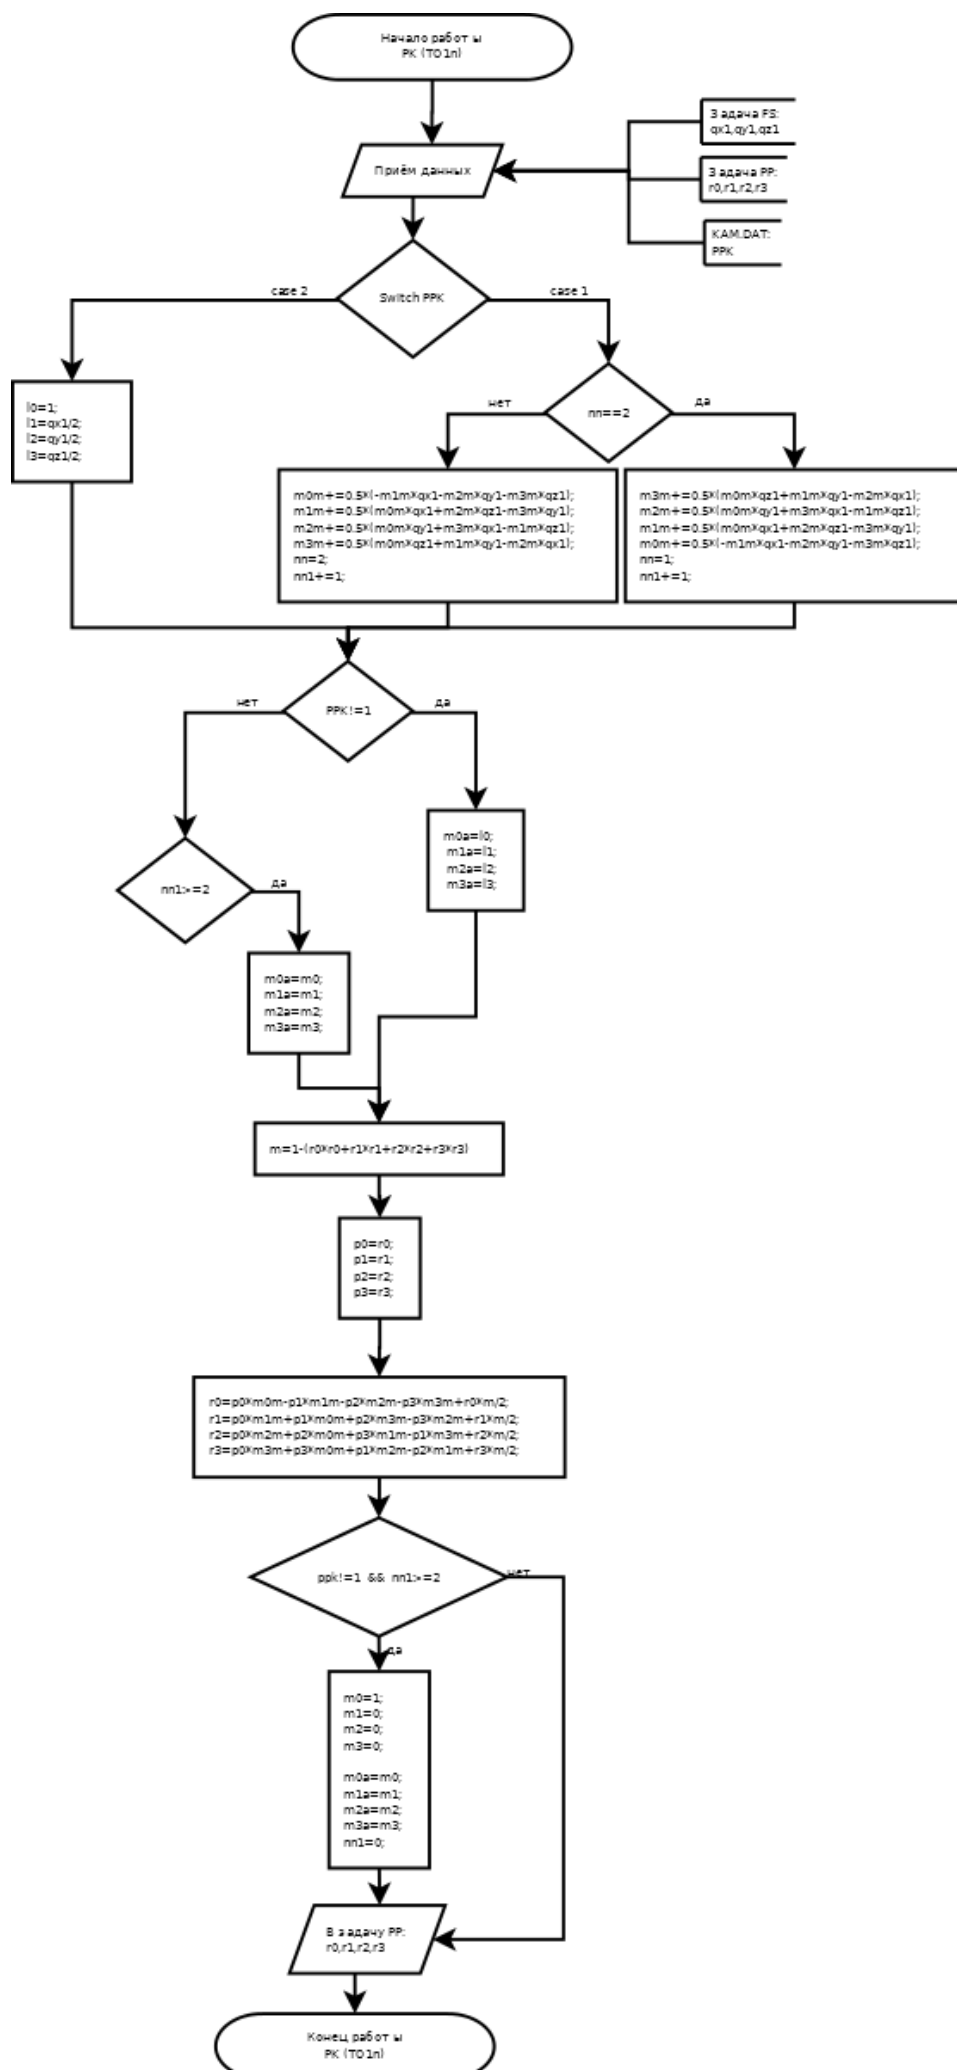 Начало работы
РК (ТО1n)
Приём данных
Задача FS:
qx1,qy1,qz1
Задача PP:
r0,r1,r2,r3
KAM.DAT:
PPK
Switch PPK
case 2
case 1
l0=1;
l1=qx1/2;
l2=qy1/2;
l3=qz1/2;
nn==2
нет
да
m0m+=0.5*(-m1m*qx1-m2m*qy1-m3m*qz1);
m1m+=0.5*(m0m*qx1+m2m*qz1-m3m*qy1);
m2m+=0.5*(m0m*qy1+m3m*qx1-m1m*qz1);
m3m+=0.5*(m0m*qz1+m1m*qy1-m2m*qx1);
nn=2;
nn1+=1;
m3m+=0.5*(m0m*qz1+m1m*qy1-m2m*qx1);
m2m+=0.5*(m0m*qy1+m3m*qx1-m1m*qz1);
m1m+=0.5*(m0m*qx1+m2m*qz1-m3m*qy1);
m0m+=0.5*(-m1m*qx1-m2m*qy1-m3m*qz1);
nn=1;
nn1+=1;
PPK!=1
нет
да
m0a=l0;
m1a=l1;
m2a=l2;
m3a=l3;
nn1>=2
да
m0a=m0;
m1a=m1;
m2a=m2;
m3a=m3;
m=1-(r0*r0+r1*r1+r2*r2+r3*r3)
p0=r0;
p1=r1;
p2=r2;
p3=r3;
r0=p0*m0m-p1*m1m-p2*m2m-p3*m3m+r0*m/2;
r1=p0*m1m+p1*m0m+p2*m3m-p3*m2m+r1*m/2;
r2=p0*m2m+p2*m0m+p3*m1m-p1*m3m+r2*m/2;
r3=p0*m3m+p3*m0m+p1*m2m-p2*m1m+r3*m/2;
ppk!=1 && nn1>=2
нет
да
m0=1;
m1=0;
m2=0;
m3=0;
m0a=m0;
m1a=m1;
m2a=m2;
m3a=m3;
nn1=0;
В задачу PP:
r0,r1,r2,r3
Конец работы
РК (ТО1n)